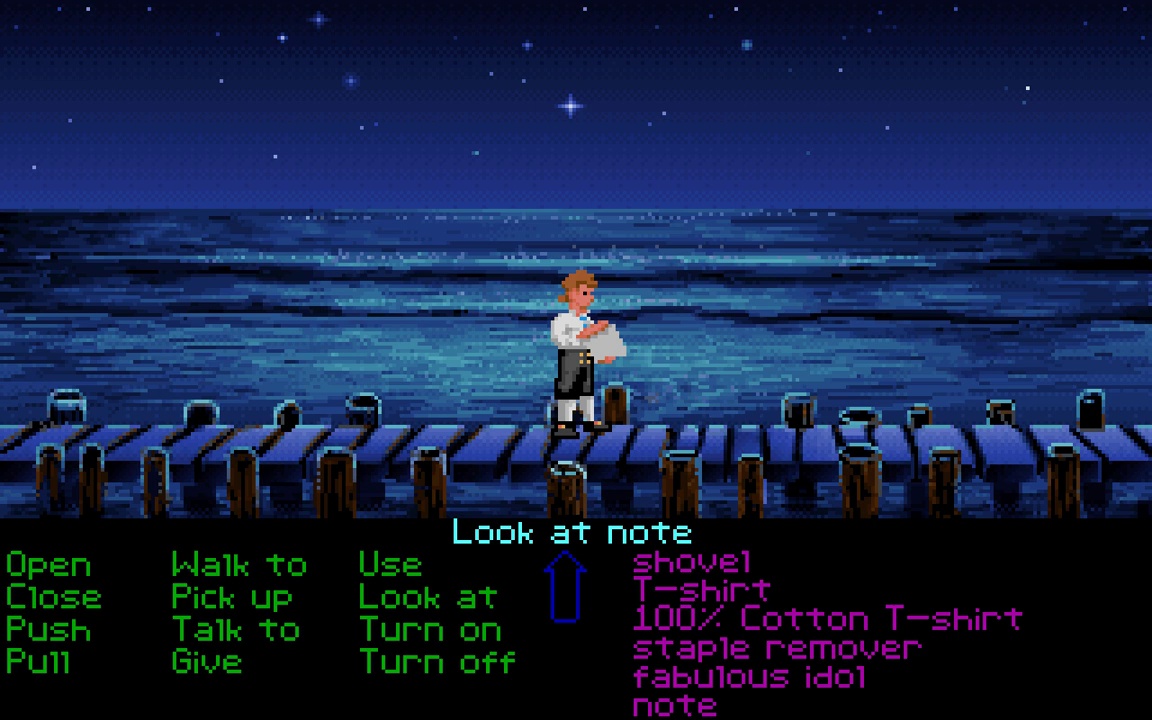 Look at note
Open Walk to Use
Close Pick up Look at
Push Talk to Turn on
Pull Give Turn off
shovel
T-shirt
100% Cotton T-shirt
staple remover
fabulous idol
note